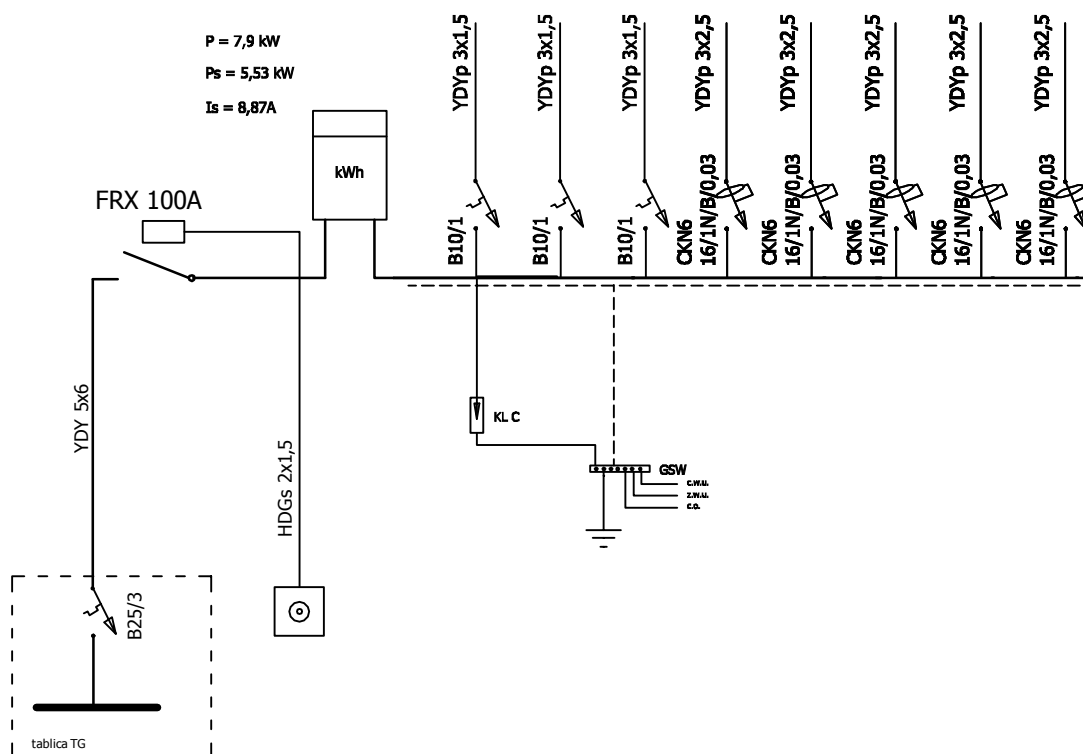 P = 7,9 kW
Ps = 5,53 kW
Is = 8,87A
kWh
FRX 100A
YDYp 3x1,5
YDYp 3x1,5
YDYp 3x1,5
YDYp 3x2,5
YDYp 3x2,5
YDYp 3x2,5
YDYp 3x2,5
YDYp 3x2,5
B10/1
B10/1
B10/1
CKN6
16/1N/B/0,03
CKN6
16/1N/B/0,03
CKN6
16/1N/B/0,03
CKN6
16/1N/B/0,03
CKN6
16/1N/B/0,03
YDY 5x6
HDGs 2x1,5
KL C
GSW
c.w.u.
z.w.u.
c.o.
B25/3
tablica TG